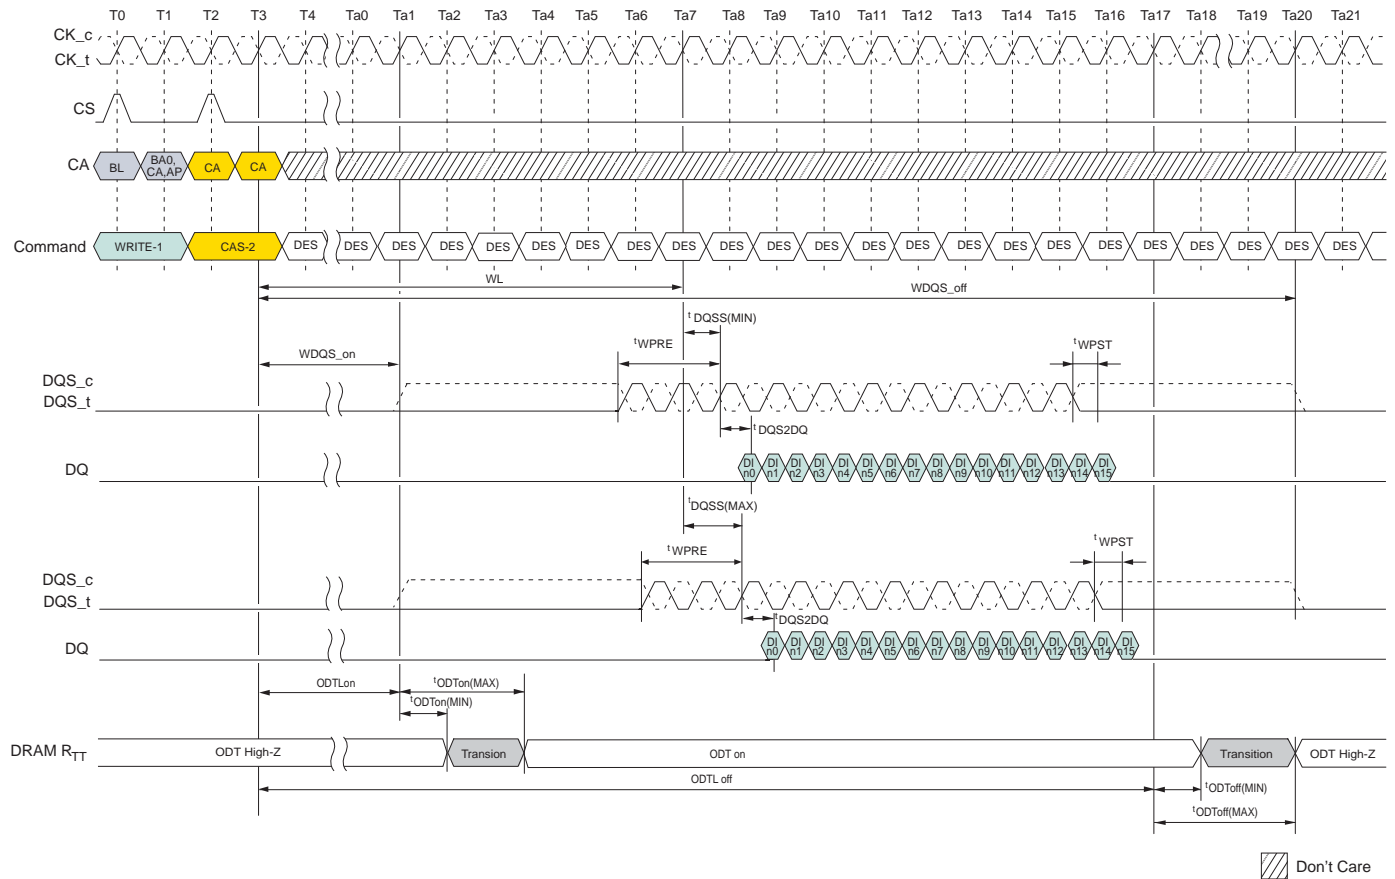 T0 T1 T2 T3 T4 Ta0 Ta1 Ta2 Ta3 Ta4 Ta5 Ta6 Ta7 Ta8 Ta9 Ta10 Ta11 Ta12 Ta13 Ta14 Ta15 Ta16 Ta17 Ta18 Ta19 Ta20 Ta21
CK_c
CK_t
CS
CA BL BA0, CA CA
CA,AP
Command WRITE-1 CAS-2 DES DES DES DES DES DES DES DES DES DES DES DES DES DES DES DES DES DES DES DES DES DES DES
WL
WDQS_off
tDQSS(MIN)
tWPRE tWPST
WDQS_on
DQS_c
DQS_t
tDQS2DQ
DQ DI n0 DI n1 DI n2 DI n3 DI n4 DI n5 DI n6 DI n7 DI n8 DI n9 DI n10 DI n11 DI n12 DI n13 DI n14 DI n15
tDQSS(MAX)
tWPRE tWPST
DQS_c
DQS_t
tDQS2DQ
DQ DI n0 DI n1 DI n2 DI n3 DI n4 DI n5 DI n6 DI n7 DI n8 DI n9 DI n10 DI n11 DI n12 DI n13 DI n14 DI n15
ODTLon tODTon(MAX)
tODTon(MIN)
DRAM RTT ODT High-Z Transion ODT on Transition ODT High-Z
ODTL off tODToff(MIN)
tODToff(MAX)
Don't Care